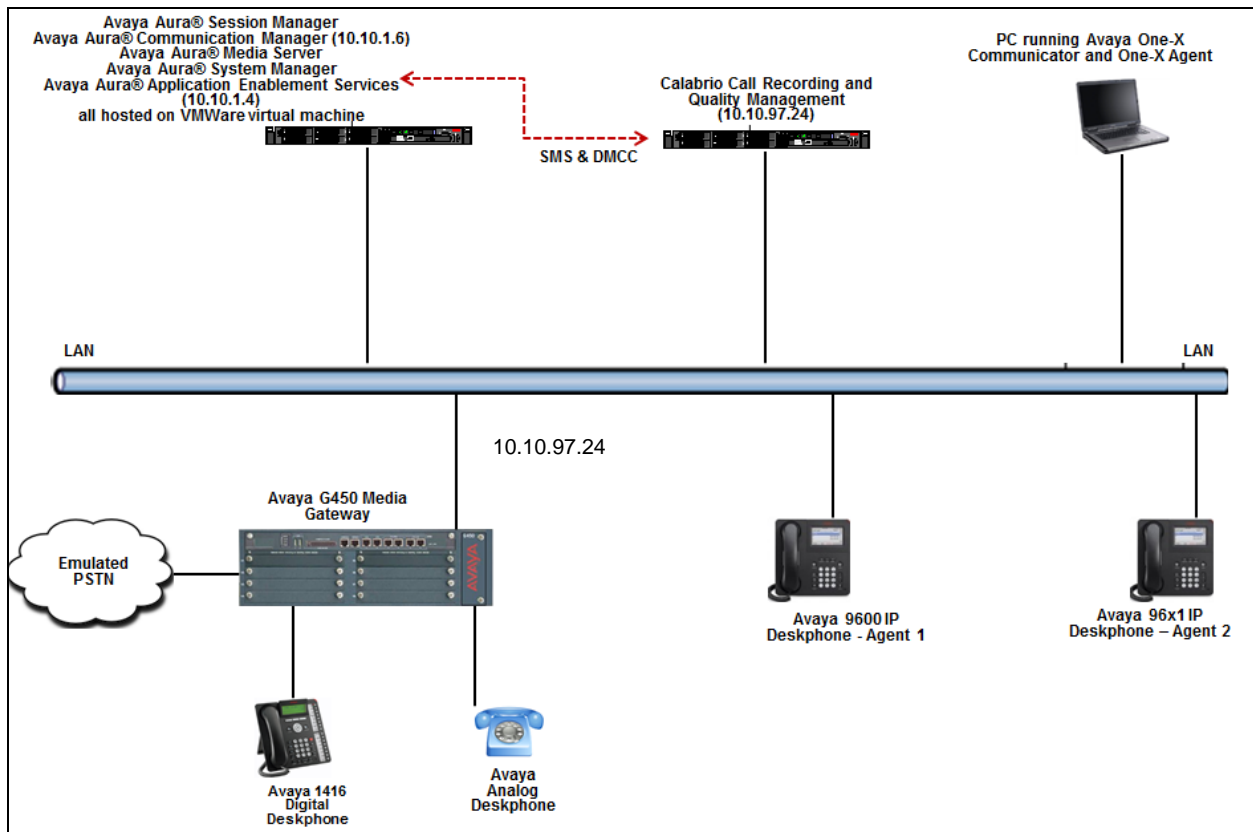 Avaya Aura® Session Manager
Avaya Aura® Communication Manager (10.10.1.6)
Avaya Aura® Media Server
Avaya Aura® System Manager
Avaya Aura® Application Enablement Services
(10.10.1.4)
all hosted on VMWare virtual machine
SMS & DMCC
Calabrio Call Recording and
Quality Management
(10.10.97.24)
PC running Avaya One-X
Communicator and One-X Agent
LAN
LAN
10.10.97.24
Avaya G450 Media
Gateway
Emulated
PSTN
AVAYA
Avaya 9600 IP
Deskphone - Agent 1
Avaya 96x1 IP
Deskphone – Agent 2
Avaya 1416
Digital
Deskphone
Avaya
Analog
Deskphone